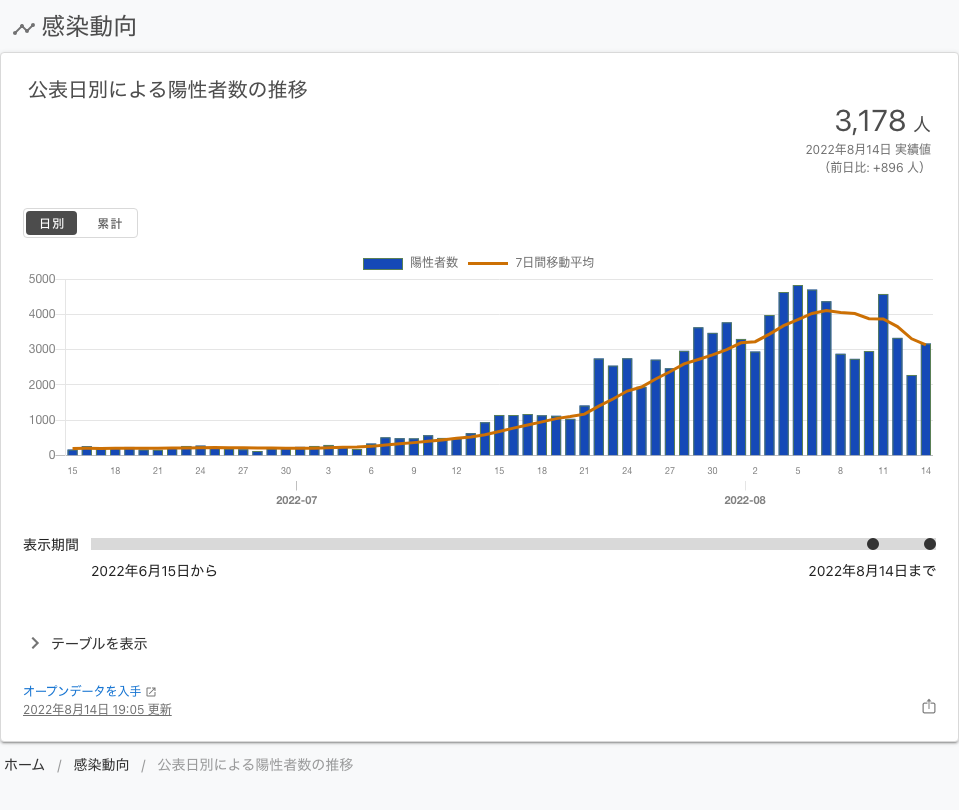 感染動向
公表日別による陽性者数の推移
3,178 人
2022年8月14日 実績値
（前日比: +896 人）
日別 累計
陽性者数 7日間移動平均
5000
4000
3000
2000
1000
0
15 18 21 24 27 30 3 6 9 12 15 18 21 24 27 30 2 5 8 11 14
2022-07 2022-08
表示期間
2022年6月15日から 2022年8月14日まで
テーブルを表示
オープンデータを入手
2022年8月14日 19:05 更新
ホーム / 感染動向 / 公表日別による陽性者数の推移